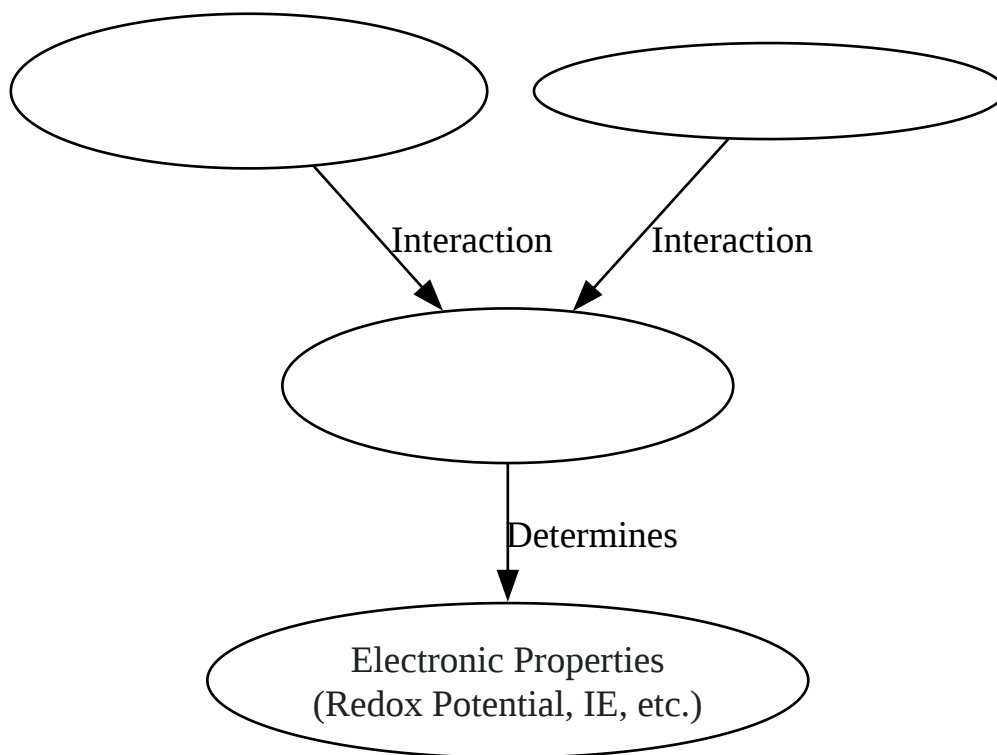 Interaction
Interaction
Determines
Electronic Properties
(Redox Potential, IE, etc.)